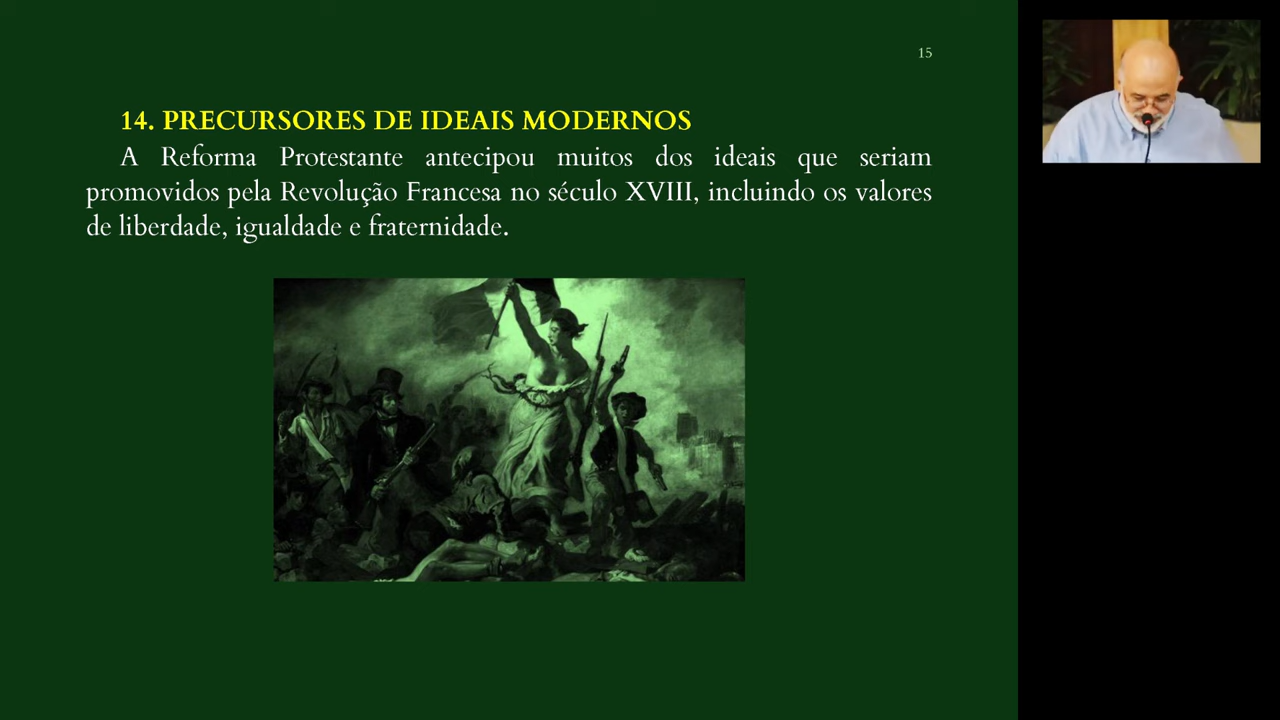 15
14. PRECURSORES DE IDEAIS MODERNOS
A Reforma Protestante antecipou muitos dos ideais que seriam
promovidos pela Revolução Francesa no século XVIII, incluindo os valores
de liberdade, igualdade e fraternidade.